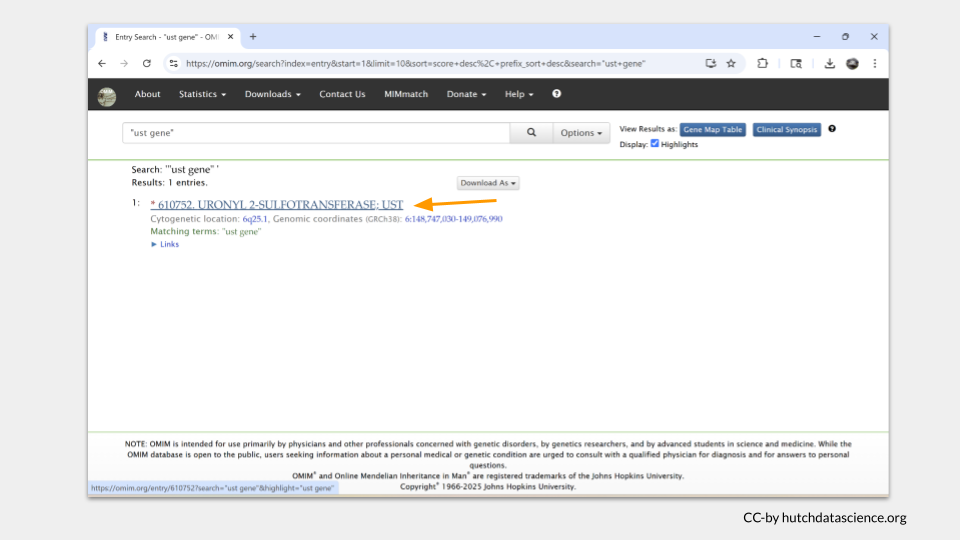 Entry Search - "ust gene" - OMI
https://omim.org/search?index=entry&start=1&limit=10&sort=score+desc%2C+prefix_sort+desc&search="ust+gene"
About Statistics Downloads Contact Us MIMmatch Donate Help
"ust gene"
Options
View Results as: Gene Map Table Clinical Synopsis
Display: Highlights
Search: '"ust gene" '
Results: 1 entries.
Download As
1: * 610752. URONYL 2-SULFOTRANSFERASE; UST
Cytogenetic location: 6q25.1, Genomic coordinates (GRCh38): 6:148,747,030-149,076,990
Matching terms: "ust gene"
Links
NOTE: OMIM is intended for use primarily by physicians and other professionals concerned with genetic disorders, by genetics researchers, and by advanced students in science and medicine. While the
OMIM database is open to the public, users seeking information about a personal medical or genetic condition are urged to consult with a qualified physician for diagnosis and for answers to personal
questions.
OMIM® and Online Mendelian Inheritance in Man® are registered trademarks of the Johns Hopkins University.
Copyright® 1966-2025 Johns Hopkins University.
https://omim.org/entry/610752?search="ust gene"&highlight="ust gene"
CC-by hutchdatascience.org